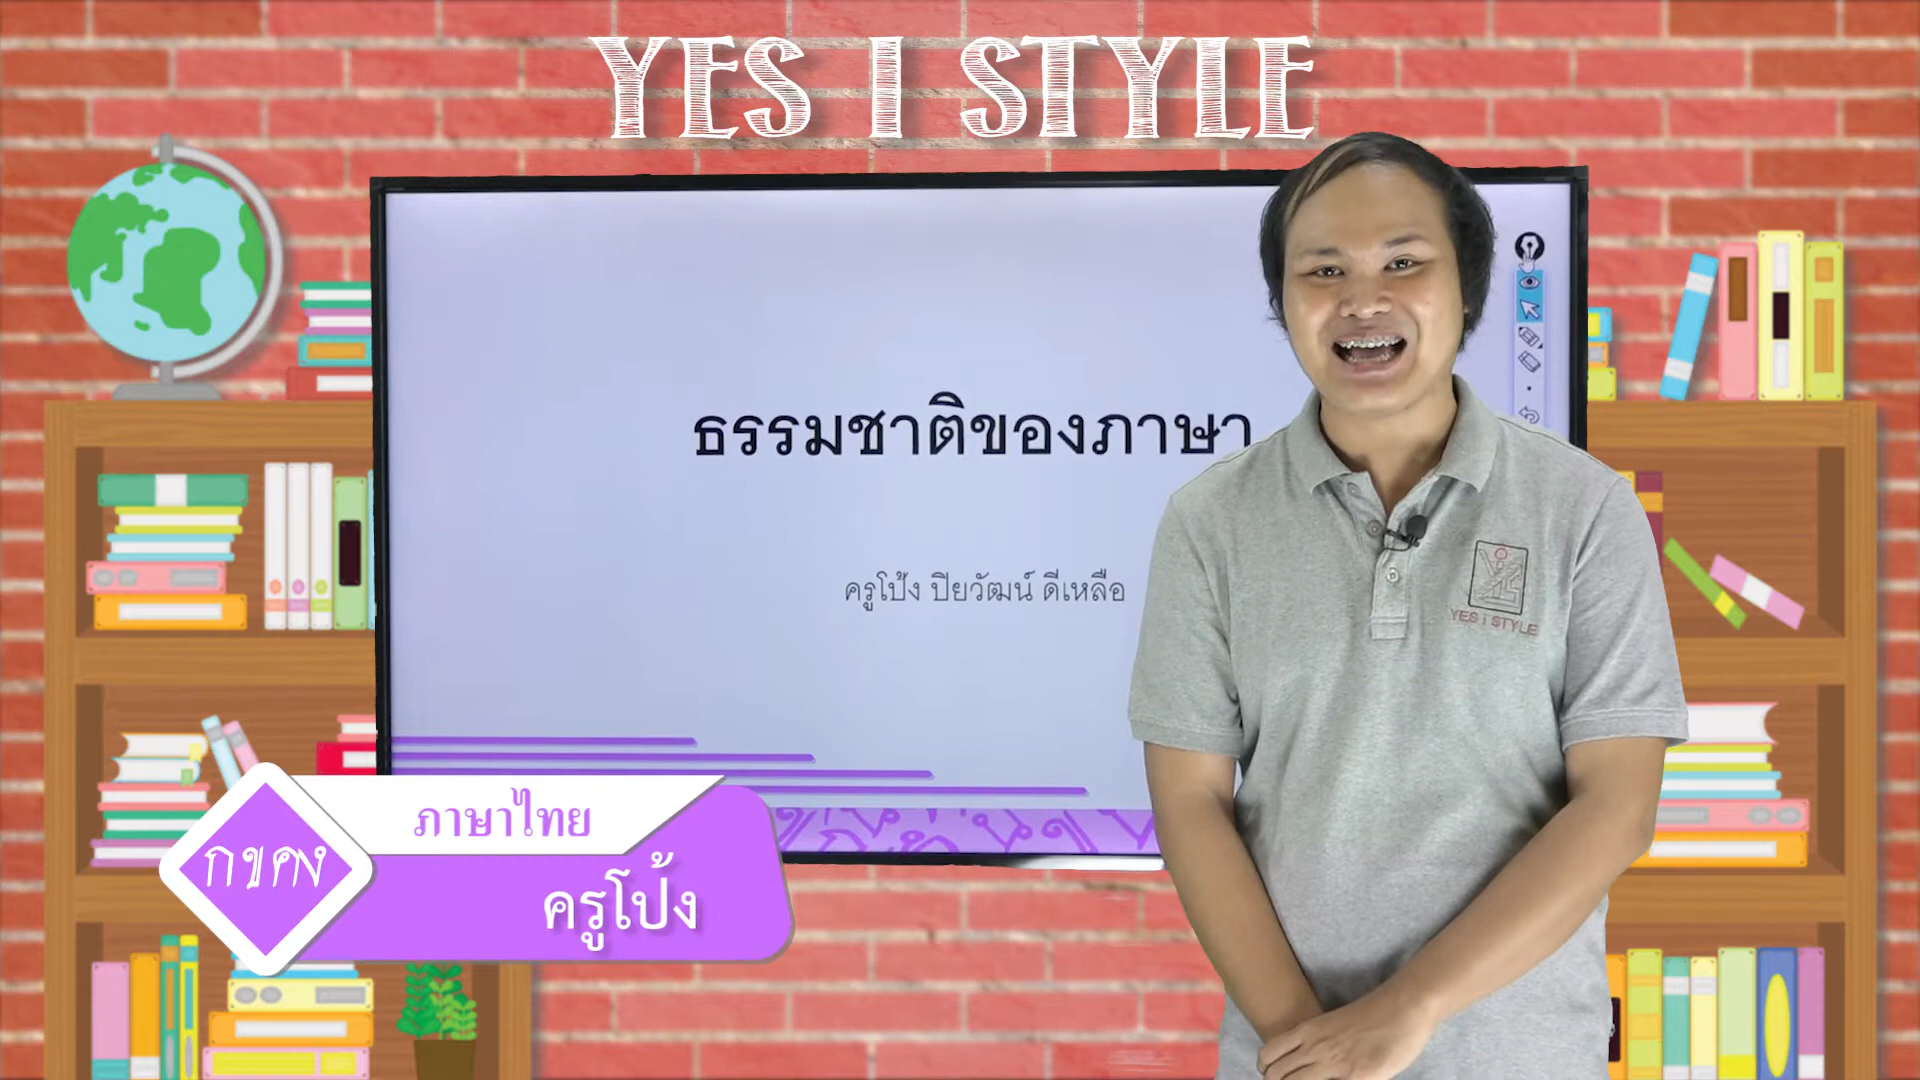 YES I STYLE
ธรรมชาติของภาษา
ครูโป้ง ปิยวัฒน์ ดีเหลือ
YES i STYLE
ภาษาไทย
กขคง
ครูโป้ง